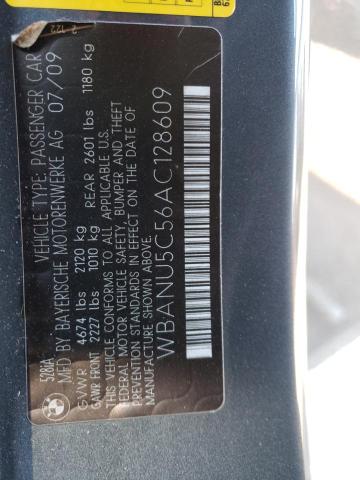 528iA
VEHICLE TYPE: PASSENGER CAR
MFD BY BAYERISCHE MOTORENWERKE AG 07/09
GVWR 4674 lbs 2120 kg
GAWR FRONT 2227 lbs 1010 kg REAR 2601 lbs 1180 kg
THIS VEHICLE CONFORMS TO ALL APPLICABLE U.S.
FEDERAL MOTOR VEHICLE SAFETY, BUMPER AND THEFT
PREVENTION STANDARDS IN EFFECT ON THE DATE OF
MANUFACTURE SHOWN ABOVE.
WBANU5C56AC128609